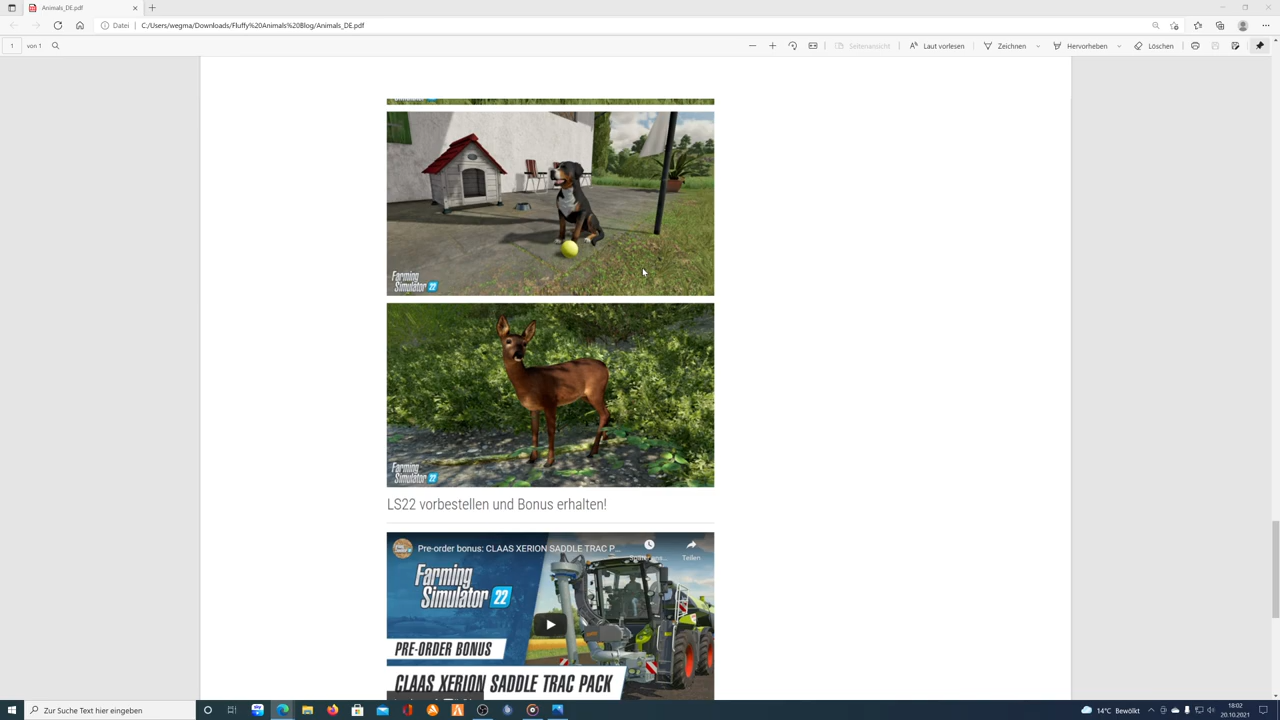 Animals_DE.pdf
Datei
C:/Users/wegma/Downloads/Fluffy%20Animals%20Blog/Animals_DE.pdf
1
von 1
Seitenansicht
Laut vorlesen
Zeichnen
Hervorheben
Löschen
Farming
Simulator 22
Farming
Simulator 22
LS22 vorbestellen und Bonus erhalten!
Pre-order bonus: CLAAS XERION SADDLE TRAC P...
Teilen
Farming
Simulator 22
PRE-ORDER BONUS
CLAAS XERION SADDLE TRAC PACK
Zur Suche Text hier eingeben
14°C Bewölkt
18:02
20.10.2021